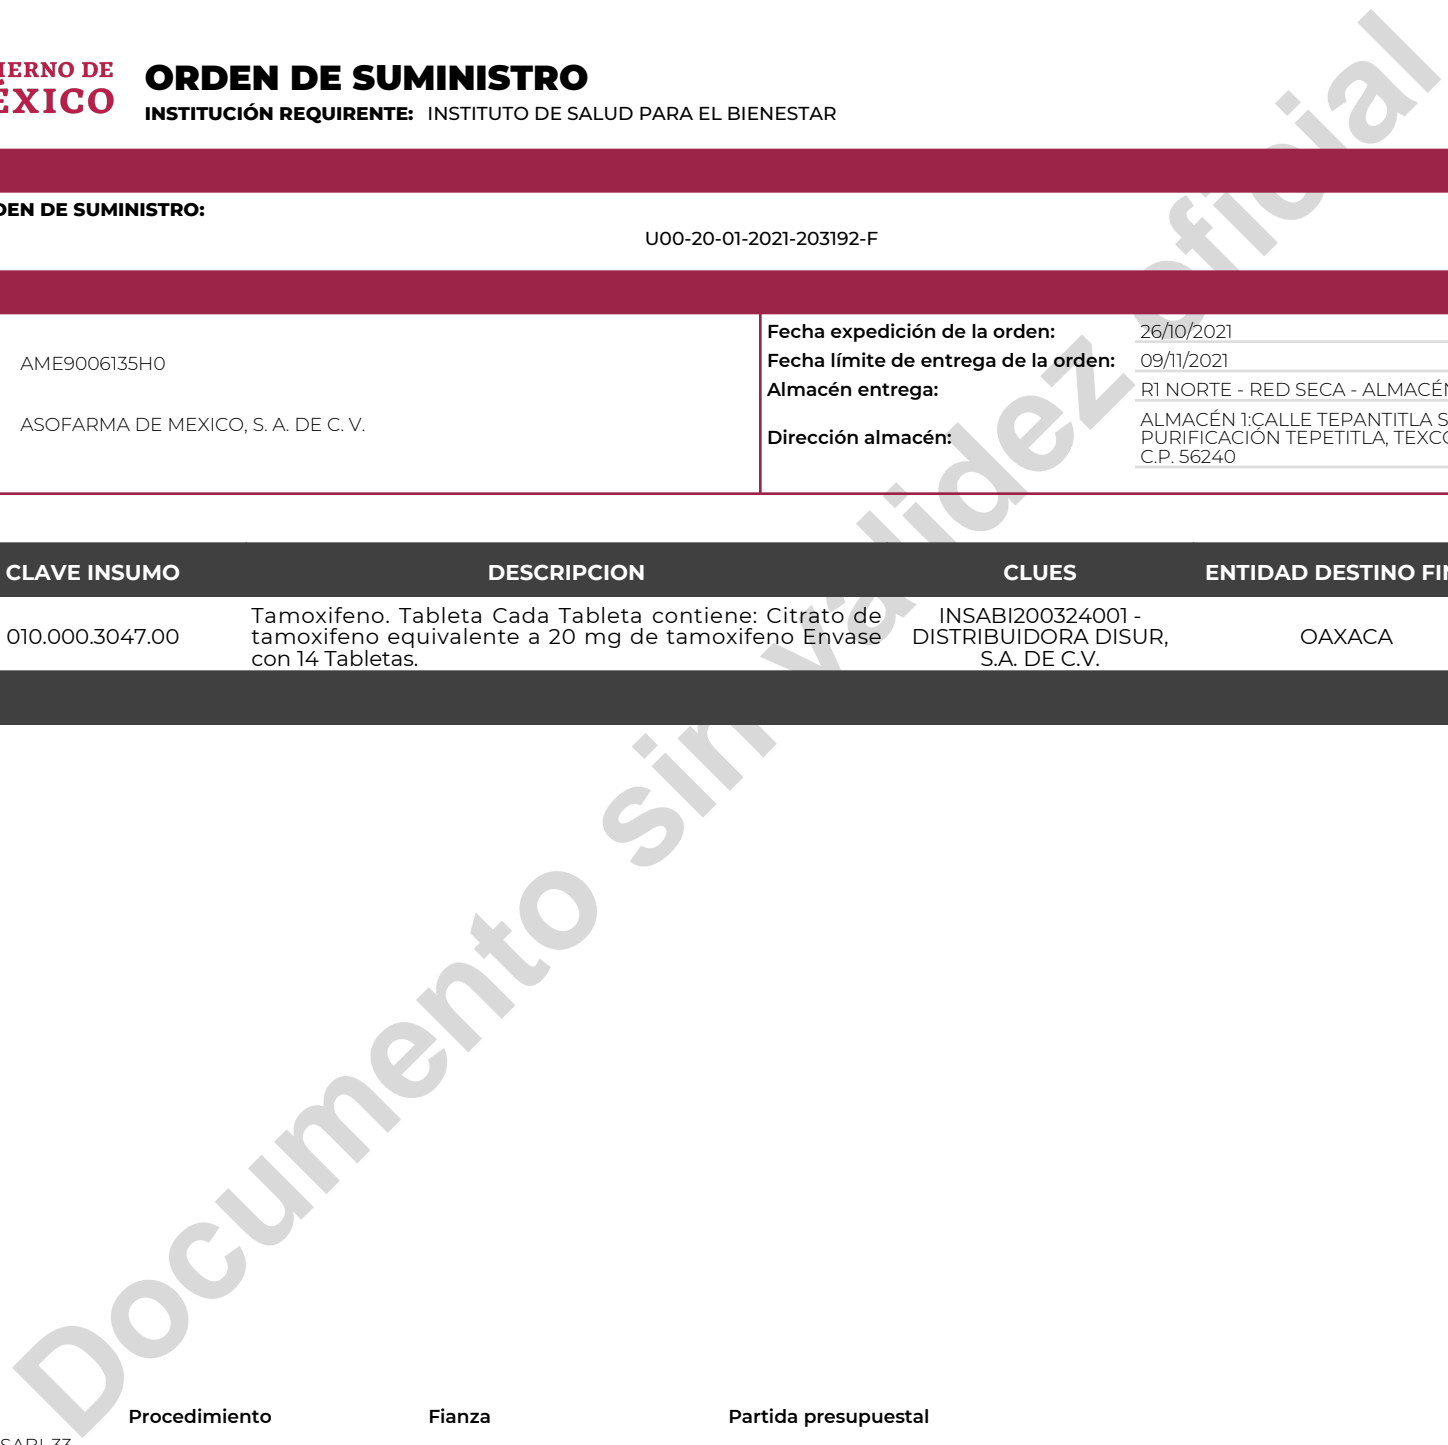 IERNO DE
ÉXICO
ORDEN DE SUMINISTRO
INSTITUCIÓN REQUIRENTE: INSTITUTO DE SALUD PARA EL BIENESTAR
DEN DE SUMINISTRO:
U00-20-01-2021-203192-F
AME9006135H0
ASOFARMA DE MEXICO, S. A. DE C. V.
Fecha expedición de la orden: 26/10/2021
Fecha límite de entrega de la orden: 09/11/2021
Almacén entrega: R1 NORTE - RED SECA - ALMACÉN
Dirección almacén: ALMACÉN 1:CALLE TEPANTITLA S
PURIFICACIÓN TEPETITLA, TEXCO
C.P. 56240
CLAVE INSUMO DESCRIPCION CLUES ENTIDAD DESTINO FIN
010.000.3047.00
Tamoxifeno. Tableta Cada Tableta contiene: Citrato de
tamoxifeno equivalente a 20 mg de tamoxifeno Envase
con 14 Tabletas.
INSABI200324001 -
DISTRIBUIDORA DISUR,
S.A. DE C.V.
OAXACA
Documento sin validez oficial
Procedimiento Fianza Partida presupuestal
SABI-33